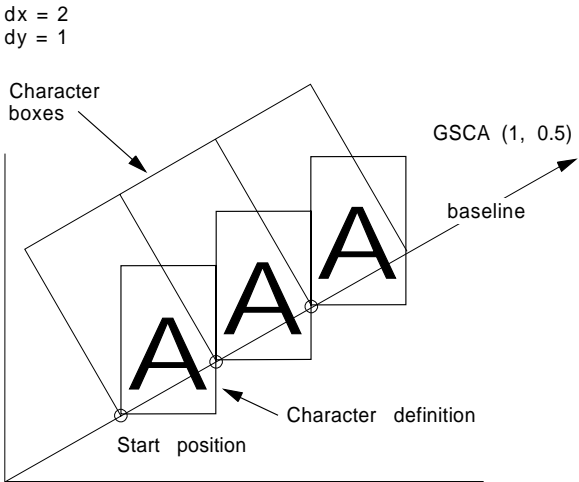 dx = 2
dy = 1
Character
boxes
GSCA (1, 0.5)
baseline
A
A
A
Character definition
Start position